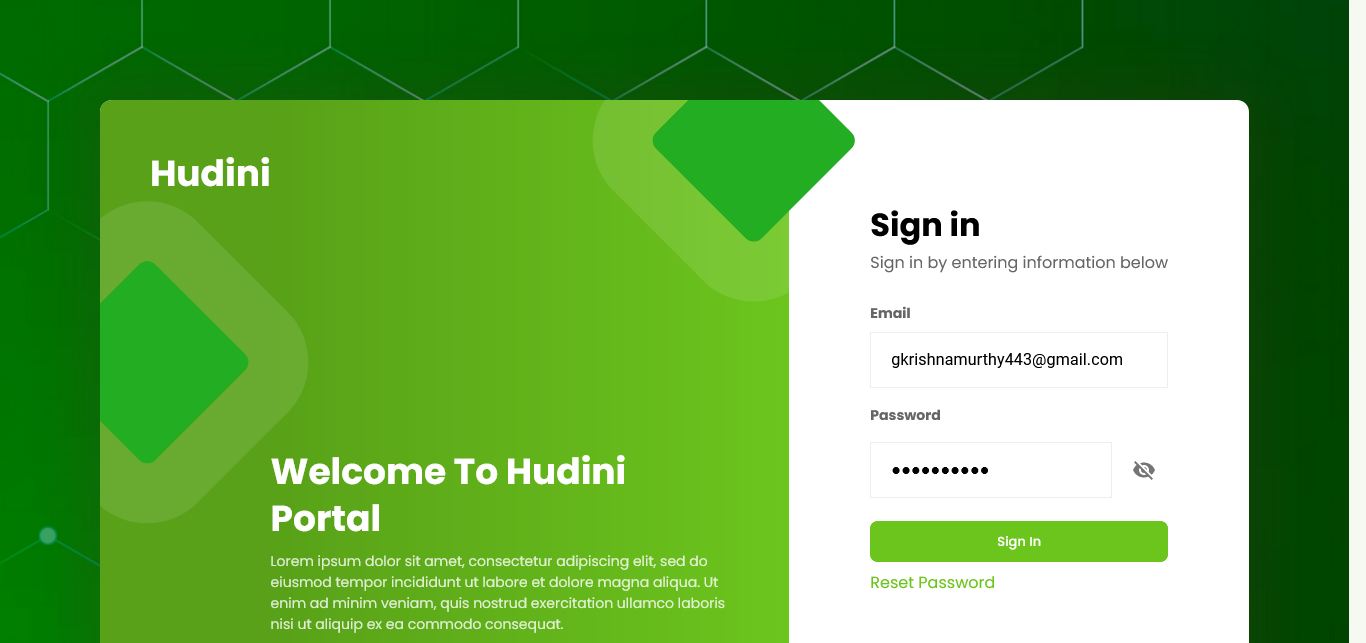 Hudini
Welcome To Hudini
Portal
Lorem ipsum dolor sit amet, consectetur adipiscing elit, sed do
eiusmod tempor incididunt ut labore et dolore magna aliqua. Ut
enim ad minim veniam, quis nostrud exercitation ullamco laboris
nisi ut aliquip ex ea commodo consequat.
Sign in
Sign in by entering information below
Email
gkrishnamurthy443@gmail.com
Password
••••••••••
Sign In
Reset Password